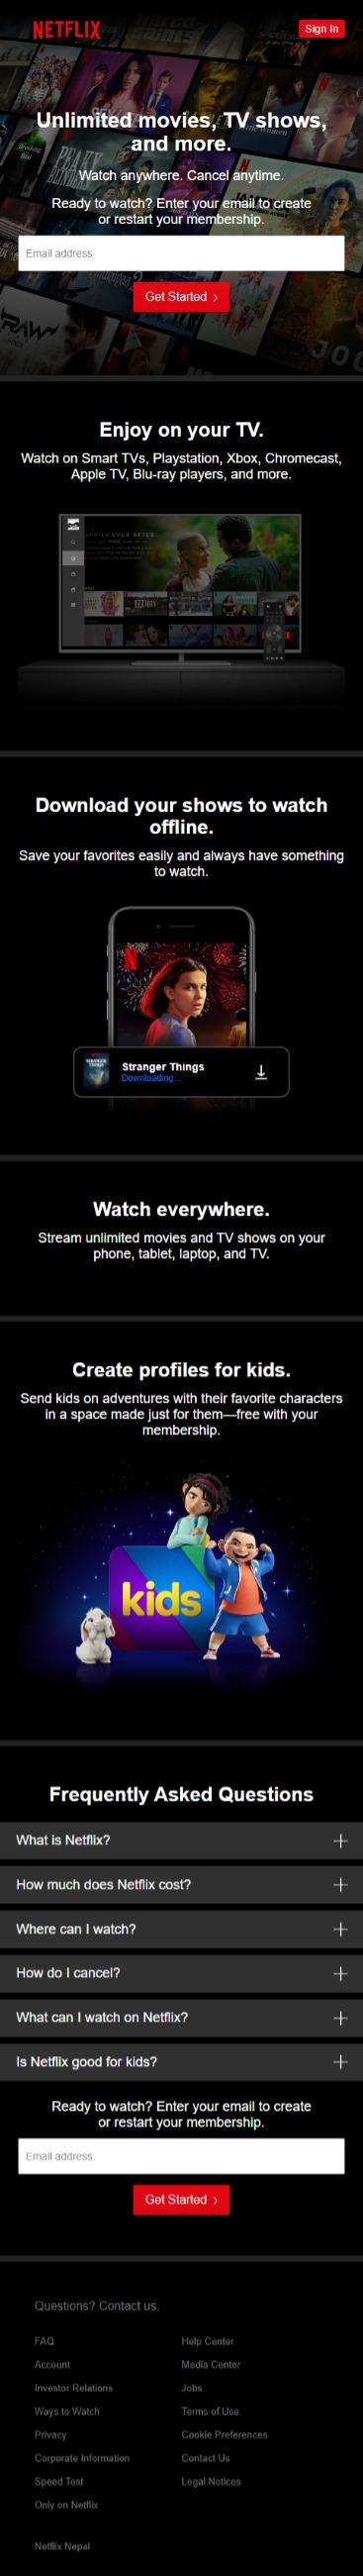 NETFLIX
Sign In
Unlimited movies, TV shows,
and more.
Watch anywhere. Cancel anytime.
Ready to watch? Enter your email to create
or restart your membership.
Email address
Get Started >
Enjoy on your TV.
Watch on Smart TVs, Playstation, Xbox, Chromecast,
Apple TV, Blu-ray players, and more.
HAPPILY EVER AFTER
Download your shows to watch
offline.
Save your favorites easily and always have something
to watch.
N
STRANGER THINGS
Stranger Things
Downloading...
Watch everywhere.
Stream unlimited movies and TV shows on your
phone, tablet, laptop, and TV.
Create profiles for kids.
Send kids on adventures with their favorite characters
in a space made just for them—free with your
membership.
kids
Frequently Asked Questions
What is Netflix?
How much does Netflix cost?
Where can I watch?
How do I cancel?
What can I watch on Netflix?
Is Netflix good for kids?
Ready to watch? Enter your email to create
or restart your membership.
Email address
Get Started >
Questions? Contact us.
FAQ
Help Center
Account
Media Center
Investor Relations
Jobs
Ways to Watch
Terms of Use
Privacy
Cookie Preferences
Corporate Information
Contact Us
Speed Test
Legal Notices
Only on Netflix
Netflix Nepal